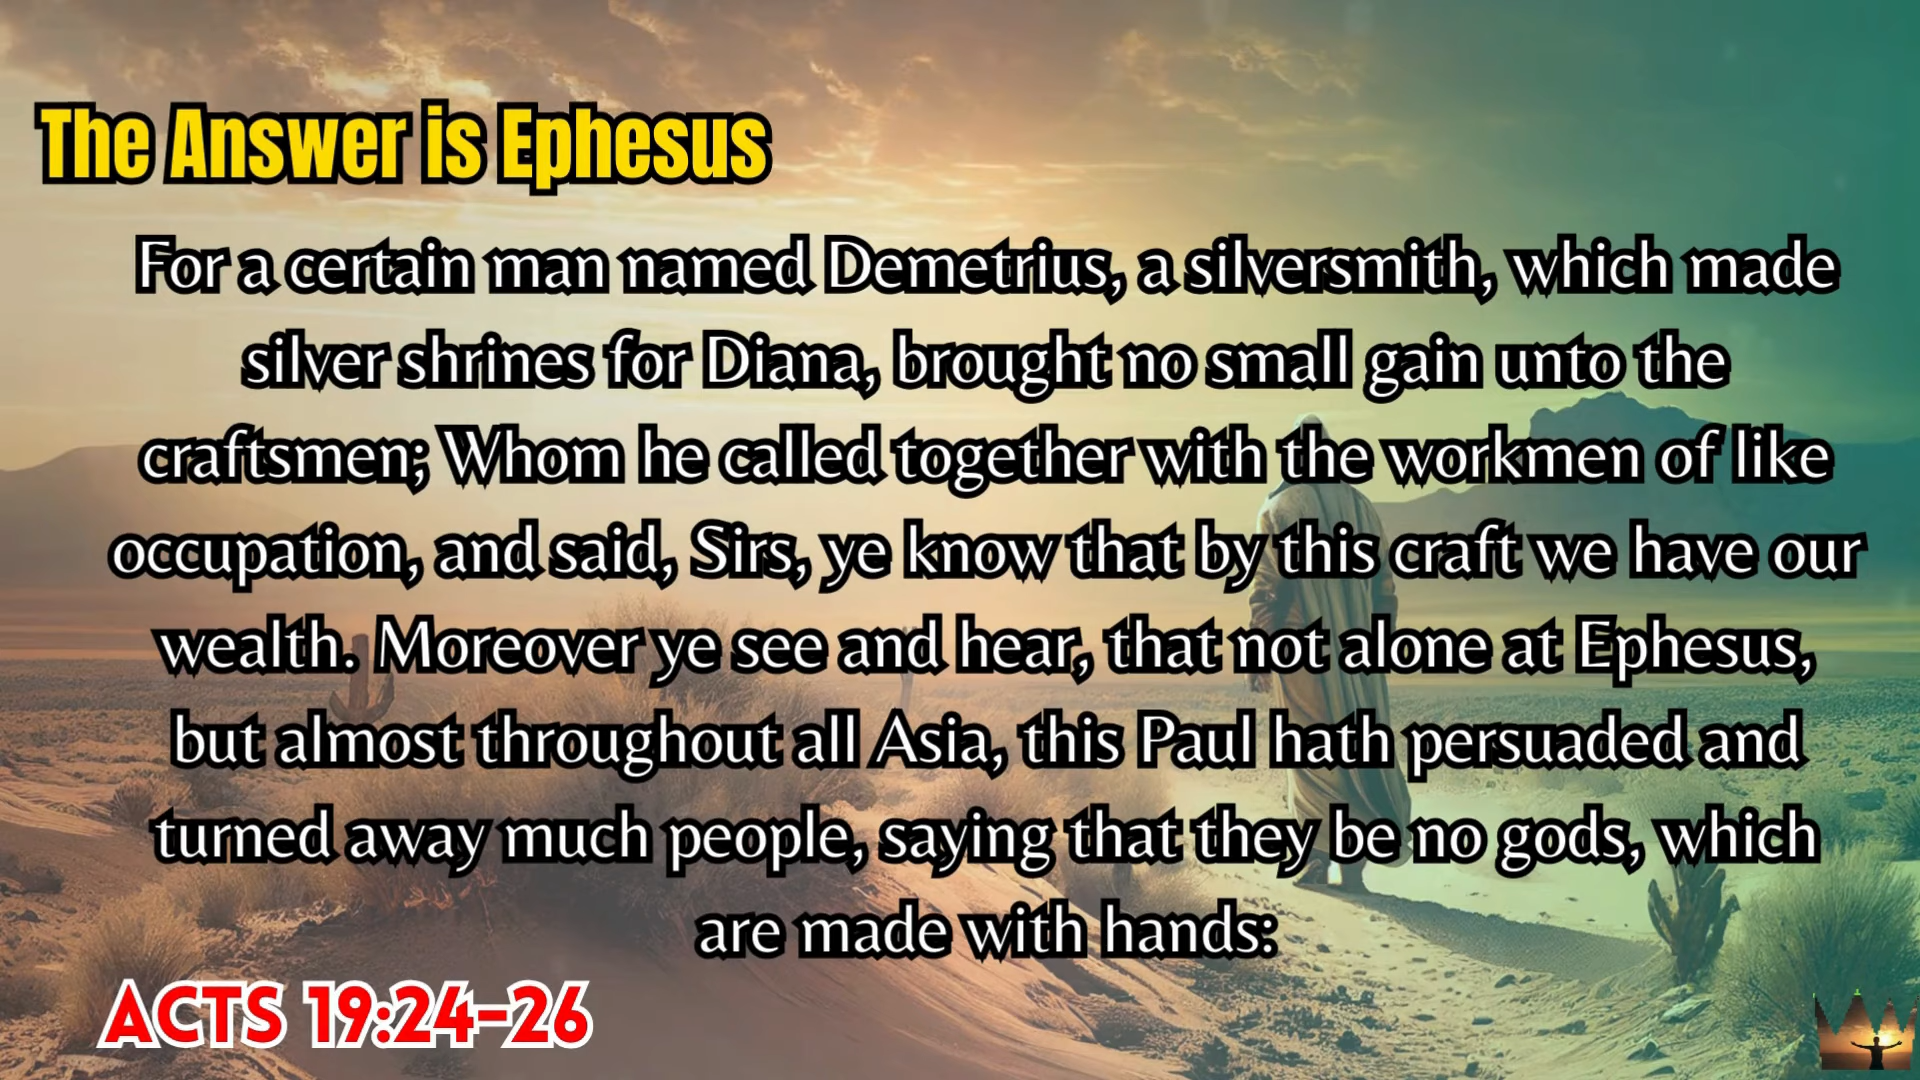 The Answer is Ephesus
For a certain man named Demetrius, a silversmith, which made
silver shrines for Diana, brought no small gain unto the
craftsmen; Whom he called together with the workmen of like
occupation, and said, Sirs, ye know that by this craft we have our
wealth. Moreover ye see and hear, that not alone at Ephesus,
but almost throughout all Asia, this Paul hath persuaded and
turned away much people, saying that they be no gods, which
are made with hands:
ACTS 19:24-26